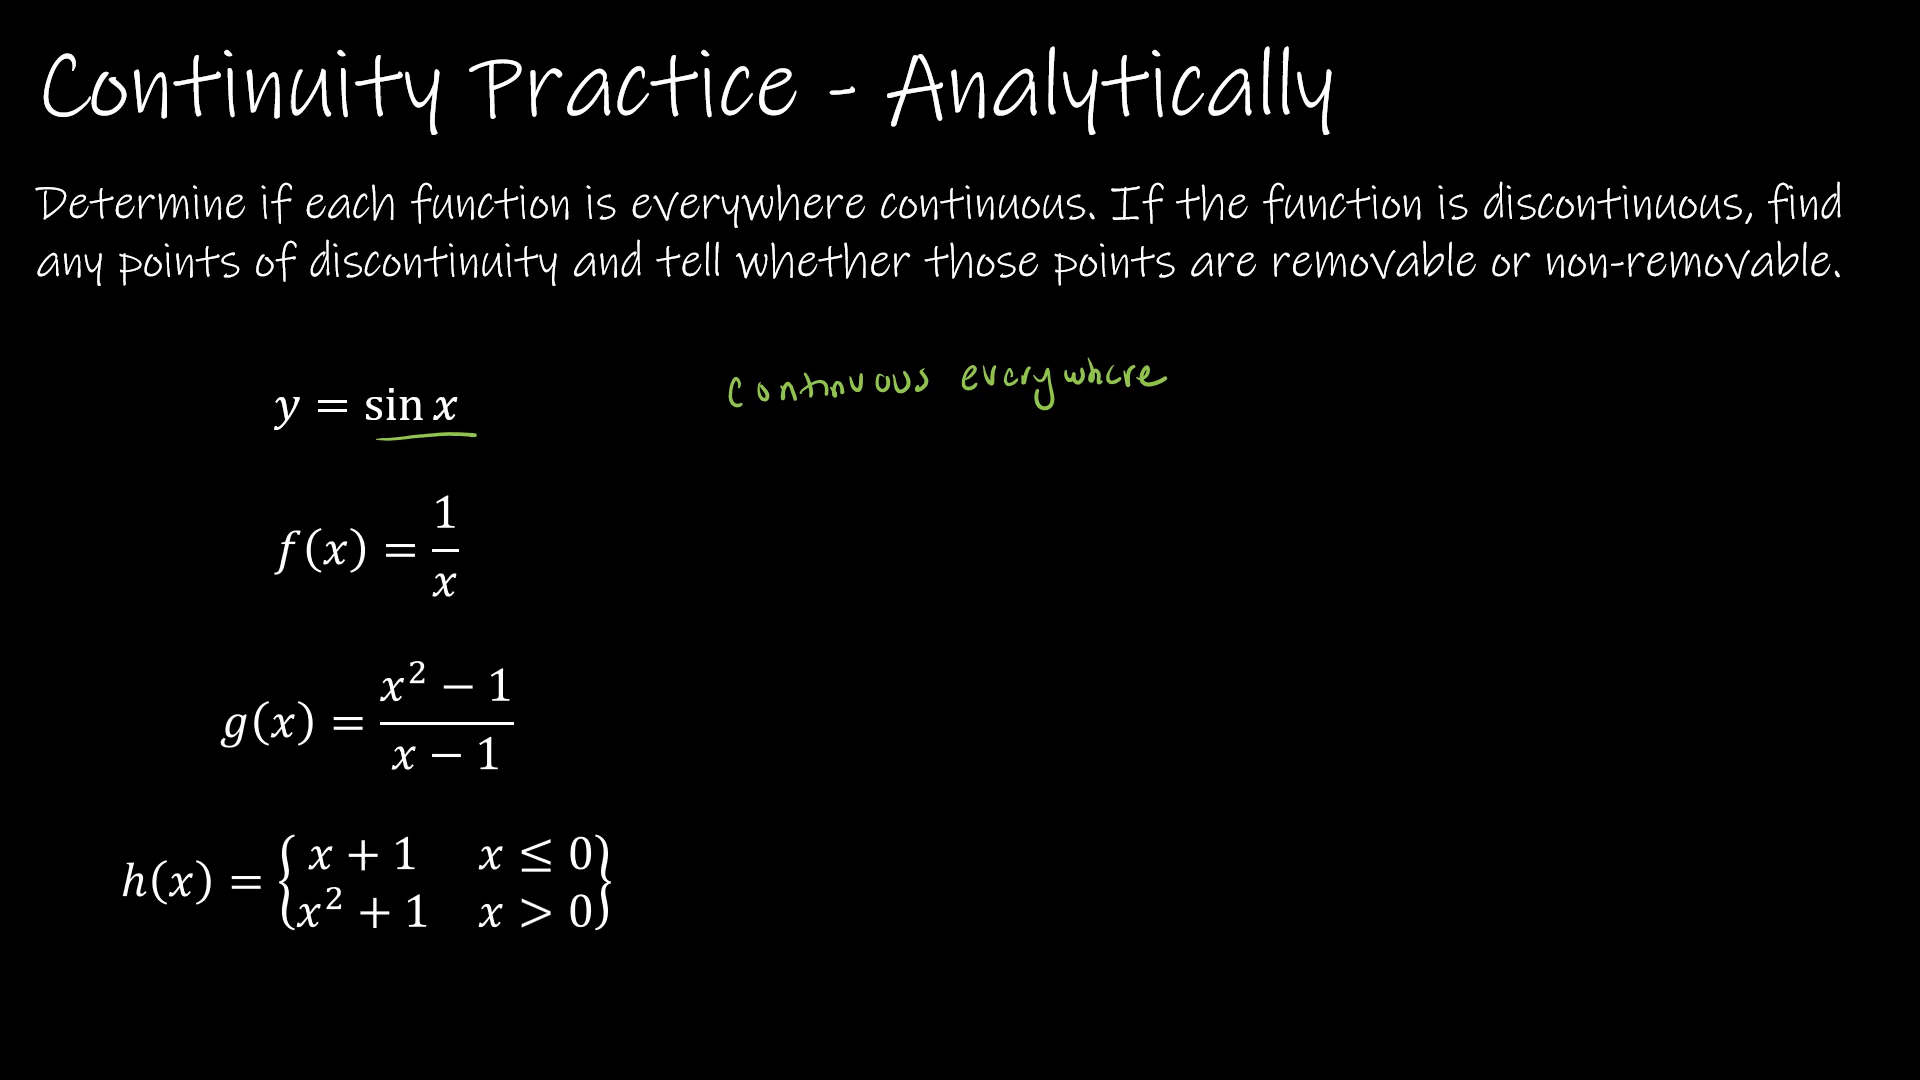 Continuity Practice - Analytically
Determine if each function is everywhere continuous. If the function is discontinuous, find
any points of discontinuity and tell whether those points are removable or non-removable.
y = sin x
continuous everywhere
f(x) = 1/x
g(x) = (x² − 1)/(x − 1)
h(x) = { x + 1 x ≤ 0
x² + 1 x > 0 }